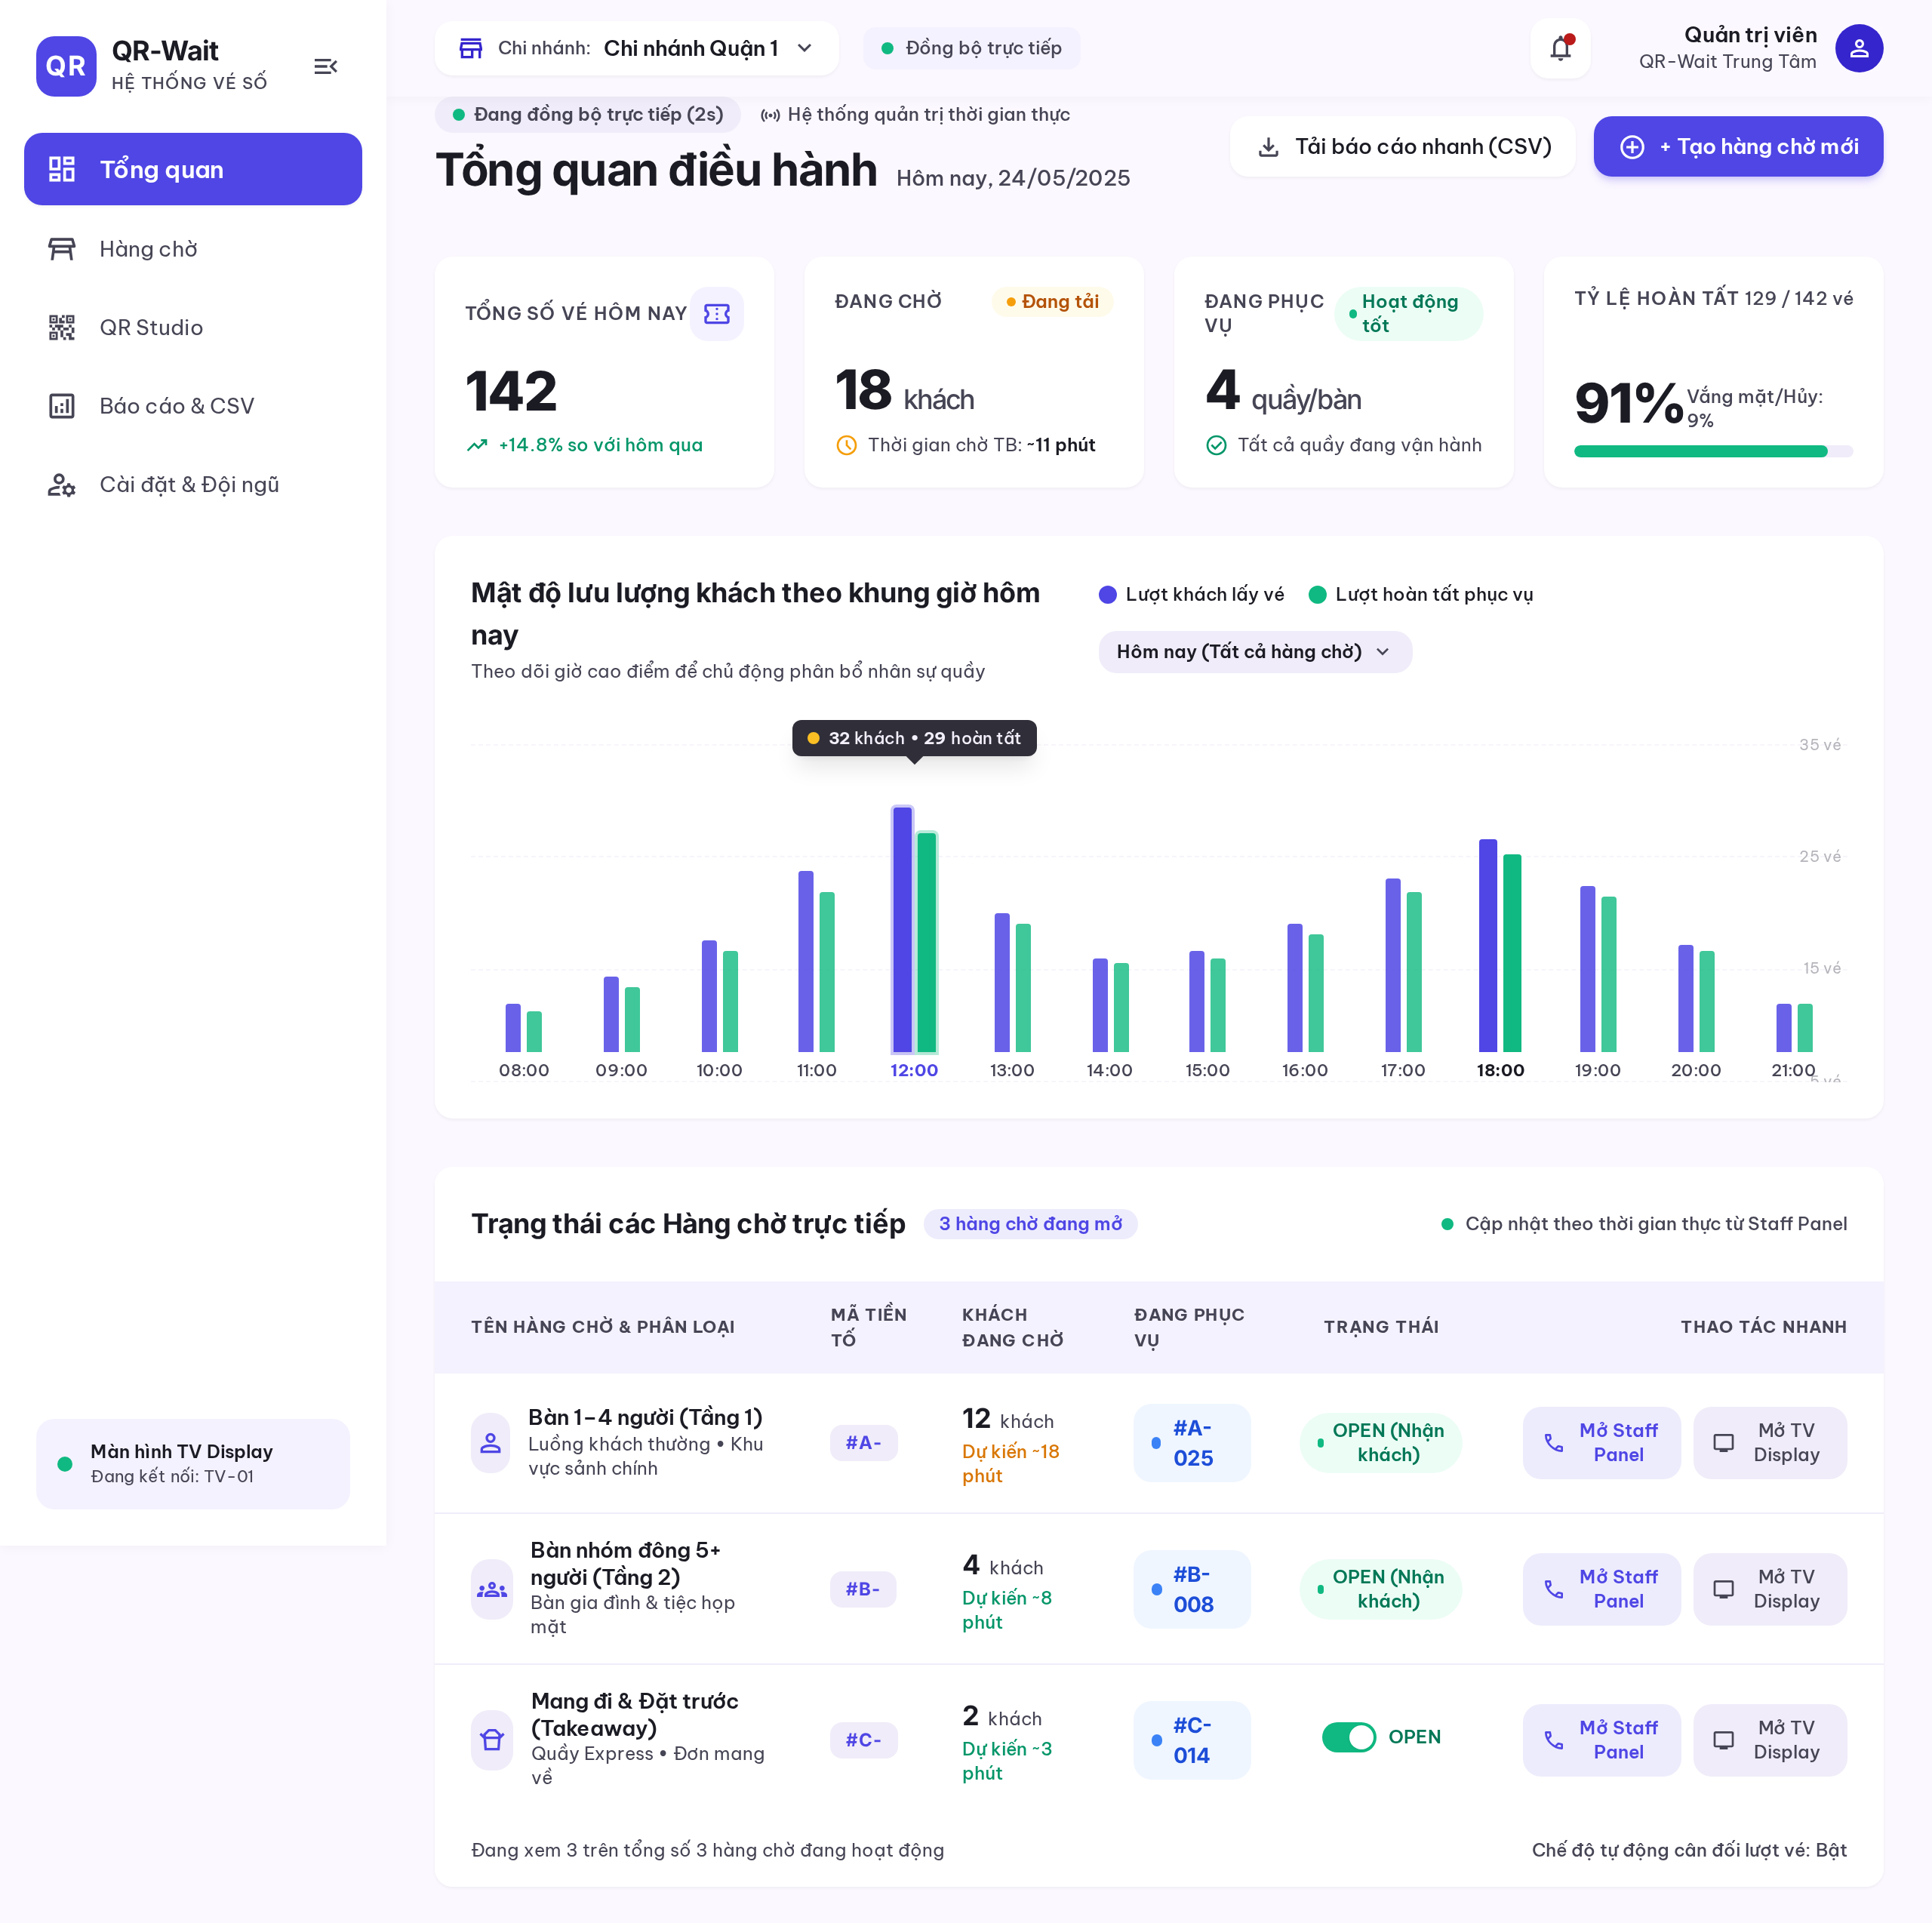 QR
QR-Wait
HỆ THỐNG VÉ SỐ
Tổng quan
Hàng chờ
QR Studio
Báo cáo & CSV
Cài đặt & Đội ngũ
Màn hình TV Display
Đang kết nối: TV-01
Chi nhánh: Chi nhánh Quận 1
Đồng bộ trực tiếp
Quản trị viên
QR-Wait Trung Tâm
Đang đồng bộ trực tiếp (2s)
Hệ thống quản trị thời gian thực
Tổng quan điều hành
Hôm nay, 24/05/2025
Tải báo cáo nhanh (CSV)
+ Tạo hàng chờ mới
TỔNG SỐ VÉ HÔM NAY
142
+14.8% so với hôm qua
ĐANG CHỜ
Đang tải
18 khách
Thời gian chờ TB: ~11 phút
ĐANG PHỤC
VỤ
Hoạt động
tốt
4 quầy/bàn
Tất cả quầy đang vận hành
TỶ LỆ HOÀN TẤT 129 / 142 vé
91%
Vắng mặt/Hủy:
9%
Mật độ lưu lượng khách theo khung giờ hôm
nay
Theo dõi giờ cao điểm để chủ động phân bổ nhân sự quầy
Lượt khách lấy vé
Lượt hoàn tất phục vụ
Hôm nay (Tất cả hàng chờ)
32 khách • 29 hoàn tất
35 vé
25 vé
15 vé
5 vé
08:00
09:00
10:00
11:00
12:00
13:00
14:00
15:00
16:00
17:00
18:00
19:00
20:00
21:00
Trạng thái các Hàng chờ trực tiếp
3 hàng chờ đang mở
Cập nhật theo thời gian thực từ Staff Panel
TÊN HÀNG CHỜ & PHÂN LOẠI
MÃ TIỀN
TỐ
KHÁCH
ĐANG CHỜ
ĐANG PHỤC
VỤ
TRẠNG THÁI
THAO TÁC NHANH
Bàn 1–4 người (Tầng 1)
Luồng khách thường • Khu
vực sảnh chính
#A-
12 khách
Dự kiến ~18
phút
#A-
025
OPEN (Nhận
khách)
Mở Staff
Panel
Mở TV
Display
Bàn nhóm đông 5+
người (Tầng 2)
Bàn gia đình & tiệc họp
mặt
#B-
4 khách
Dự kiến ~8
phút
#B-
008
OPEN (Nhận
khách)
Mở Staff
Panel
Mở TV
Display
Mang đi & Đặt trước
(Takeaway)
Quầy Express • Đơn mang
về
#C-
2 khách
Dự kiến ~3
phút
#C-
014
OPEN
Mở Staff
Panel
Mở TV
Display
Đang xem 3 trên tổng số 3 hàng chờ đang hoạt động
Chế độ tự động cân đối lượt vé: Bật